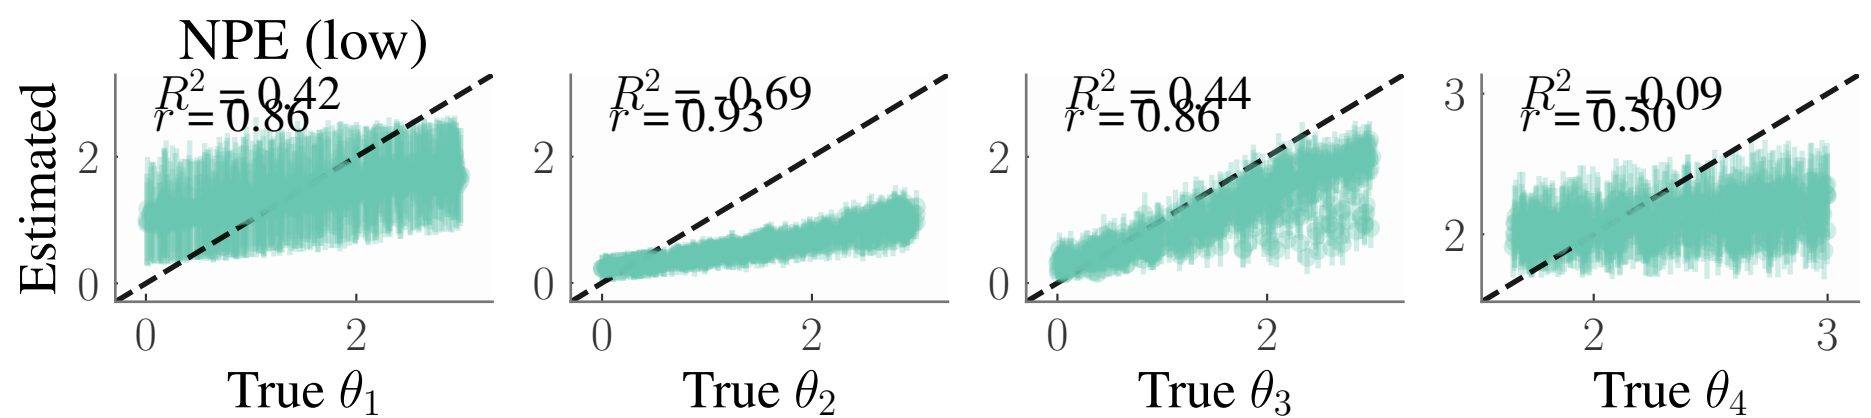 NPE (low)
Estimated
R² = 0.42
r = 0.86
2
0
0 2
True θ₁
R² = -0.69
r = 0.93
2
0
0 2
True θ₂
R² = 0.44
r = 0.86
2
0
0 2
True θ₃
R² = -0.09
r = 0.50
3
2
2 3
True θ₄